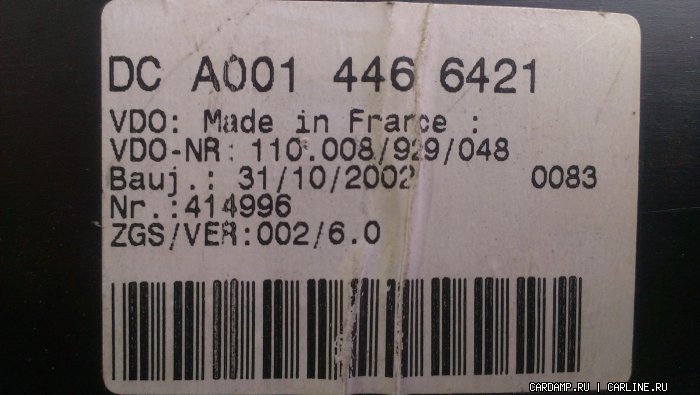 DC A001 446 6421
VDO: Made in France :
VDO-NR: 110.008/929/048
Bauj.: 31/10/2002 0083
Nr.:414996
ZGS/VER:002/6.0
CARDAMP.RU | CARLINE.RU